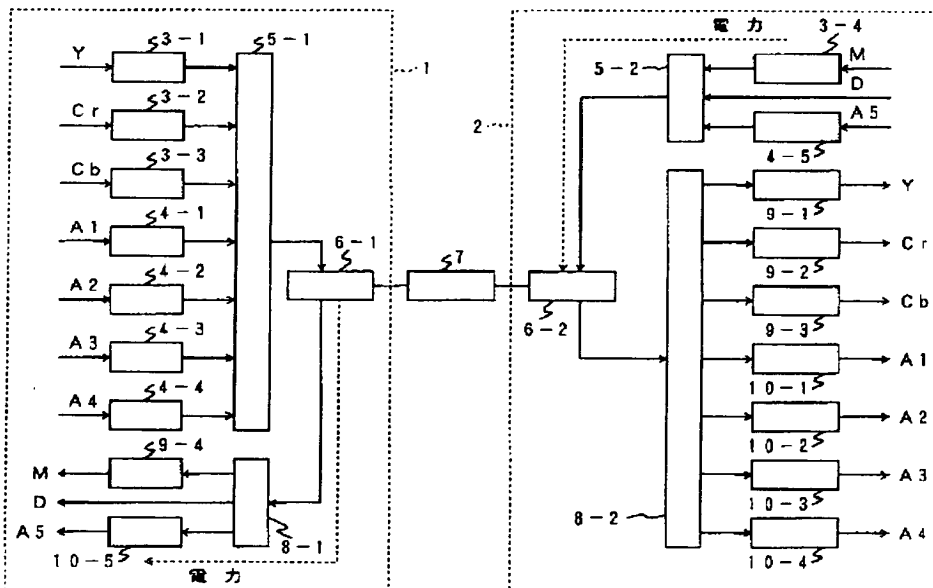 Y
3-1
5-1
Cr
3-2
1
Cb
3-3
A1
4-1
6-1
A2
4-2
A3
4-3
A4
4-4
9-4
M
D
A5
8-1
10-5
電力
7
電力
3-4
M
5-2
D
2
A5
4-5
Y
9-1
Cr
9-2
6-2
Cb
9-3
A1
10-1
A2
10-2
A3
10-3
8-2
A4
10-4